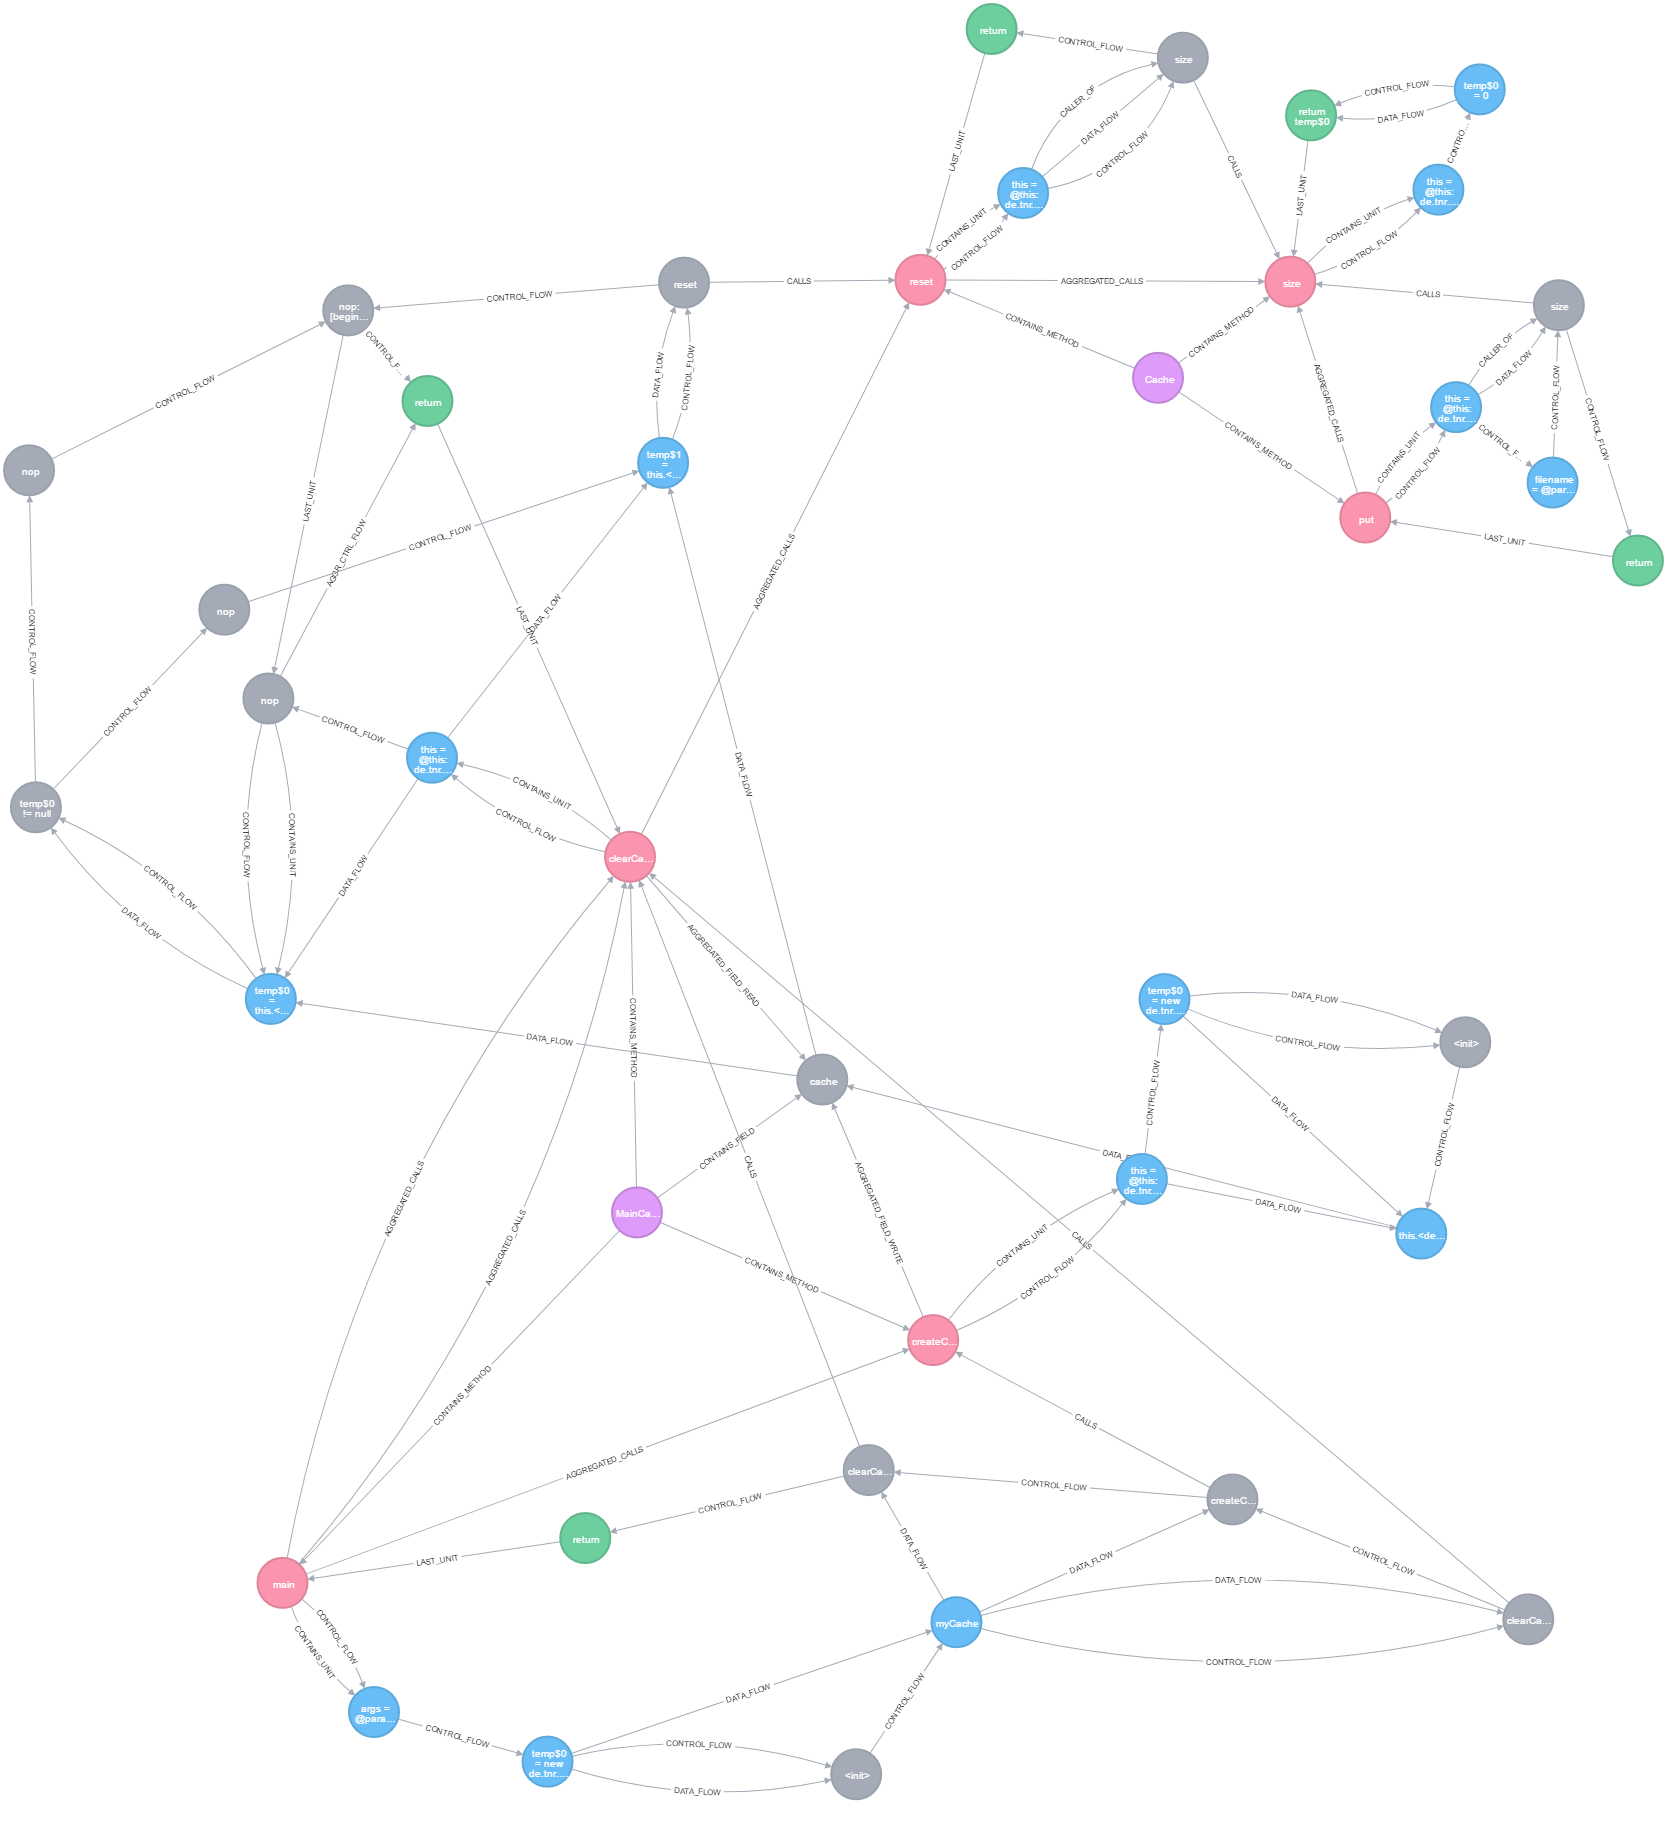 return
size
CONTROL_FLOW
CALLER_OF
DATA_FLOW
CONTROL_FLOW
LAST_UNIT
CALLS
this =
@this:
de.tnr....
CONTAINS_UNIT
CONTROL_FLOW
temp$0
= 0
return
temp$0
CONTROL_FLOW
DATA_FLOW
CONTRO...
LAST_UNIT
this =
@this:
de.tnr....
CONTAINS_UNIT
CONTROL_FLOW
reset
AGGREGATED_CALLS
size
reset
CALLS
CONTROL_FLOW
nop:
[begin...
CONTROL_F...
return
CONTROL_FLOW
nop
DATA_FLOW
CONTROL_FLOW
temp$1
=
this.<...
CONTAINS_METHOD
CONTAINS_METHOD
Cache
CONTAINS_METHOD
AGGREGATED_CALLS
CALLS
size
CALLER_OF
DATA_FLOW
CONTROL_FLOW
CONTROL_FLOW
this =
@this:
de.tnr....
CONTAINS_UNIT
CONTROL_FLOW
CONTROL_F...
filename
= @par...
put
LAST_UNIT
return
LAST_UNIT
AGGR_CTRL_FLOW
CONTROL_FLOW
nop
CONTROL_FLOW
CONTROL_FLOW
LAST_UNIT
DATA_FLOW
AGGREGATED_CALLS
nop
CONTROL_FLOW
this =
@this:
de.tnr....
CONTAINS_UNIT
CONTROL_FLOW
DATA_FLOW
temp$0
!= null
CONTROL_FLOW
DATA_FLOW
CONTROL_FLOW
CONTAINS_UNIT
DATA_FLOW
clearCa...
AGGREGATED_FIELD_READ
temp$0
=
this.<...
DATA_FLOW
CONTAINS_METHOD
cache
CONTAINS_FIELD
CALLS
AGGREGATED_FIELD_WRITE
temp$0
= new
de.tnr....
DATA_FLOW
CONTROL_FLOW
<init>
DATA_FLOW
CONTROL_FLOW
CONTROL_FLOW
DATA_F
this =
@this:
de.tnr....
DATA_FLOW
this.<de...
CONTAINS_UNIT
CONTROL_FLOW
CALLS
AGGREGATED_CALLS
AGGREGATED_CALLS
MainCa...
CONTAINS_METHOD
CONTAINS_METHOD
createC...
AGGREGATED_CALLS
CALLS
clearCa...
CONTROL_FLOW
createC...
CONTROL_FLOW
return
LAST_UNIT
DATA_FLOW
DATA_FLOW
CONTROL_FLOW
DATA_FLOW
main
CONTROL_FLOW
CONTAINS_UNIT
myCache
clearCa...
CONTROL_FLOW
args =
@para...
CONTROL_FLOW
DATA_FLOW
CONTROL_FLOW
temp$0
= new
de.tnr....
CONTROL_FLOW
DATA_FLOW
<init>